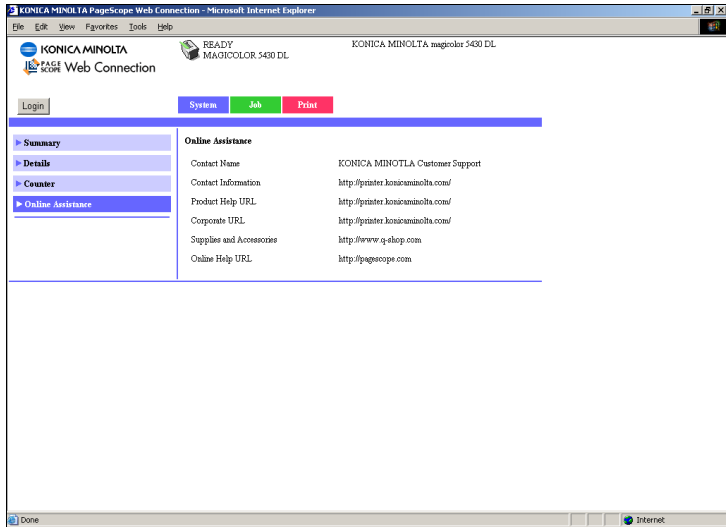 KONICA MINOLTA PageScope Web Connection - Microsoft Internet Explorer
File Edit View Favorites Tools Help
KONICA MINOLTA
PAGE SCOPE Web Connection
READY
MAGICOLOR 5430 DL
KONICA MINOLTA magicolor 5430 DL
Login
System Job Print
Summary
Details
Counter
Online Assistance
Online Assistance
Contact Name KONICA MINOTLA Customer Support
Contact Information http://printer.konicaminolta.com/
Product Help URL http://printer.konicaminolta.com/
Corporate URL http://printer.konicaminolta.com/
Supplies and Accessories http://www.q-shop.com
Online Help URL http://pagescope.com
Done Internet